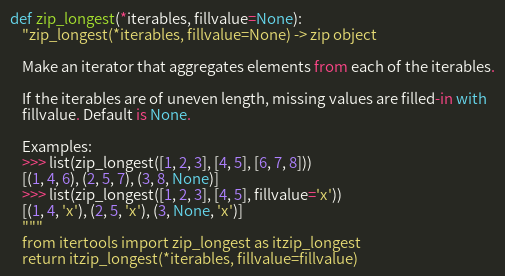 def zip_longest(*iterables, fillvalue=None):
"zip_longest(*iterables, fillvalue=None) -> zip object
Make an iterator that aggregates elements from each of the iterables.
If the iterables are of uneven length, missing values are filled-in with
fillvalue. Default is None.
Examples:
>>> list(zip_longest([1, 2, 3], [4, 5], [6, 7, 8]))
[(1, 4, 6), (2, 5, 7), (3, 8, None)]
>>> list(zip_longest([1, 2, 3], [4, 5], fillvalue='x'))
[(1, 4, 'x'), (2, 5, 'x'), (3, None, 'x')]
"""
from itertools import zip_longest as itzip_longest
return itzip_longest(*iterables, fillvalue=fillvalue)